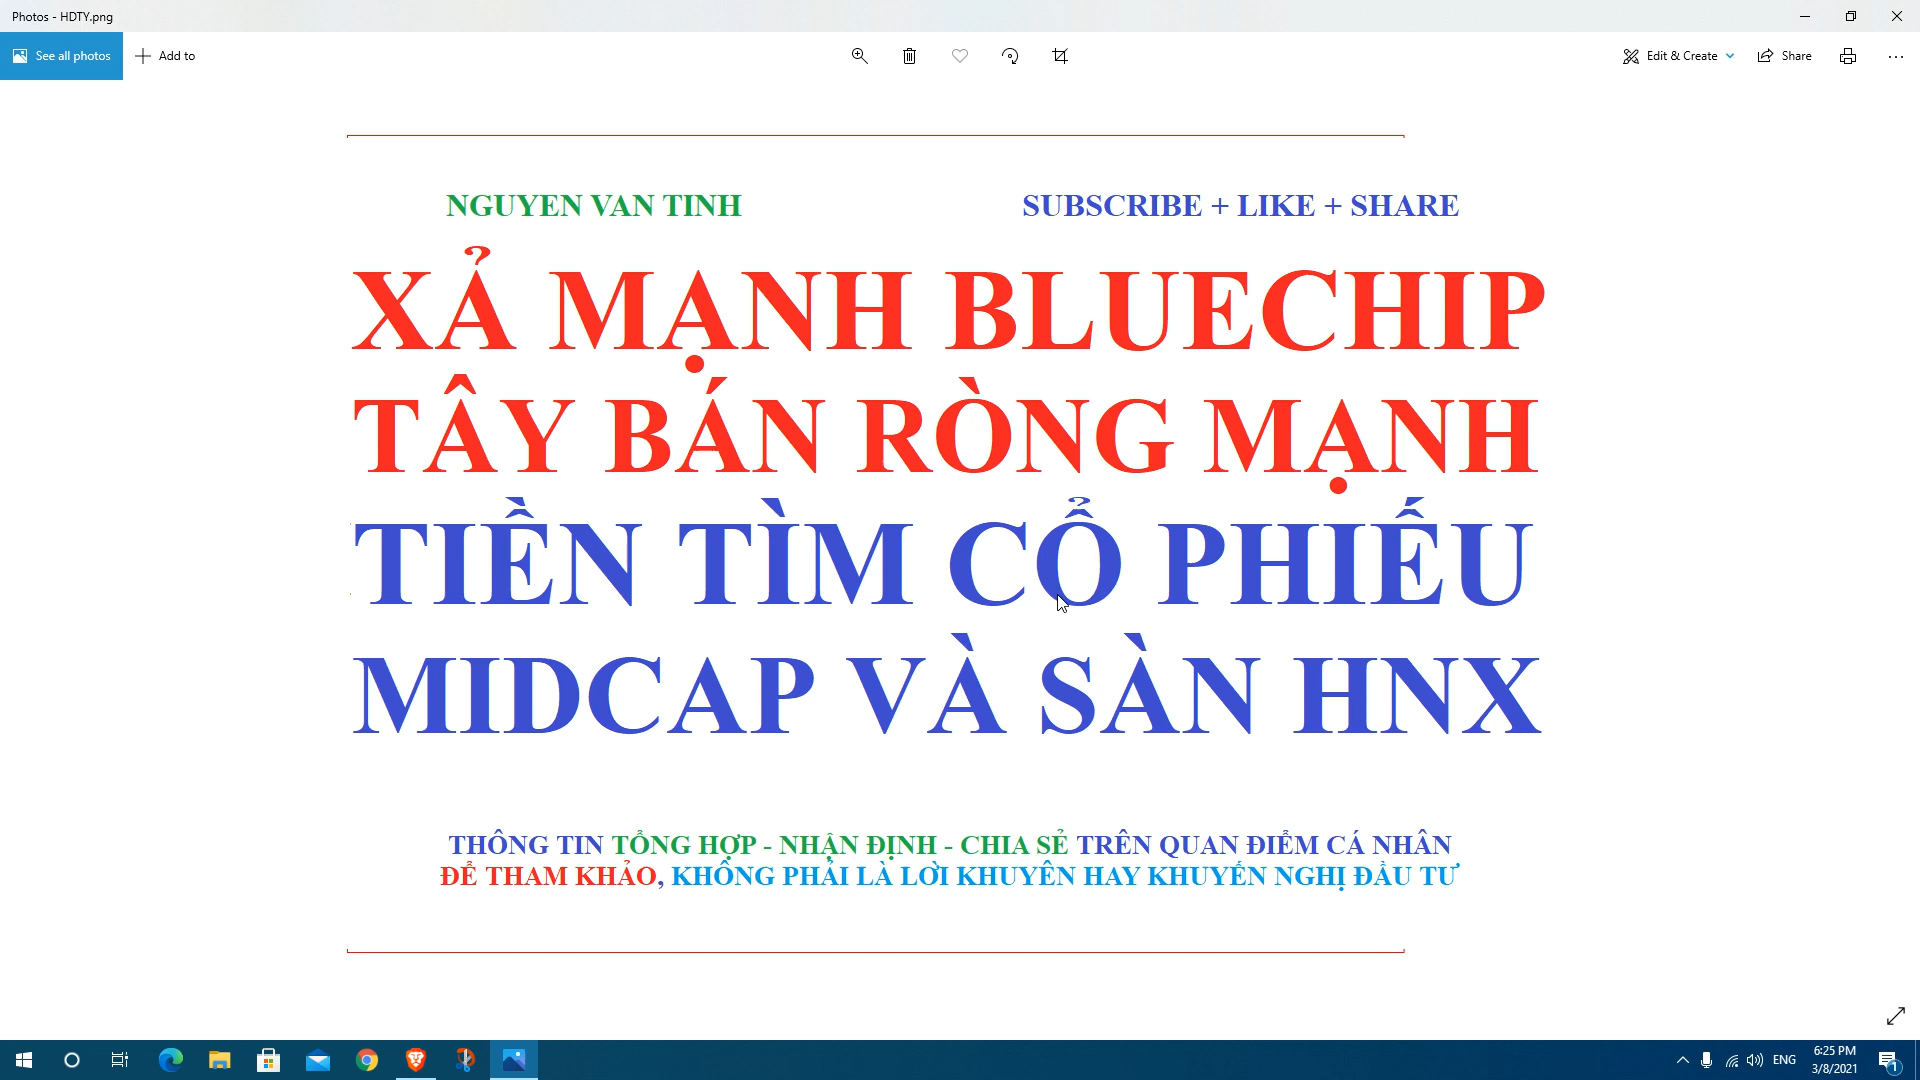 Photos - HDTY.png
See all photos
Add to
Edit & Create
Share
NGUYEN VAN TINH
SUBSCRIBE + LIKE + SHARE
XẢ MẠNH BLUECHIP
TÂY BÁN RÒNG MẠNH
TIỀN TÌM CỔ PHIẾU
MIDCAP VÀ SÀN HNX
THÔNG TIN TỔNG HỢP - NHẬN ĐỊNH - CHIA SẺ TRÊN QUAN ĐIỂM CÁ NHÂN
ĐỂ THAM KHẢO, KHÔNG PHẢI LÀ LỜI KHUYÊN HAY KHUYẾN NGHỊ ĐẦU TƯ
ENG
6:25 PM
3/8/2021
1